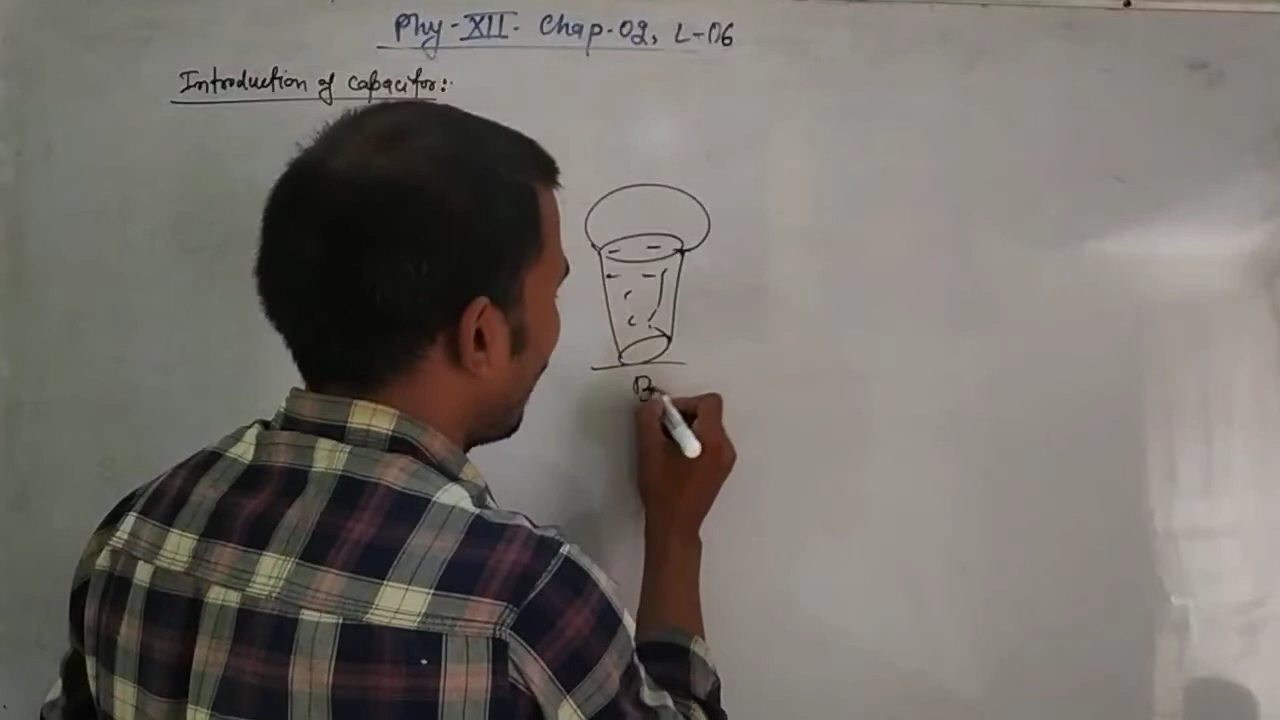 Phy-XII. Chap-02, L-06
Introduction of capacitor:
B